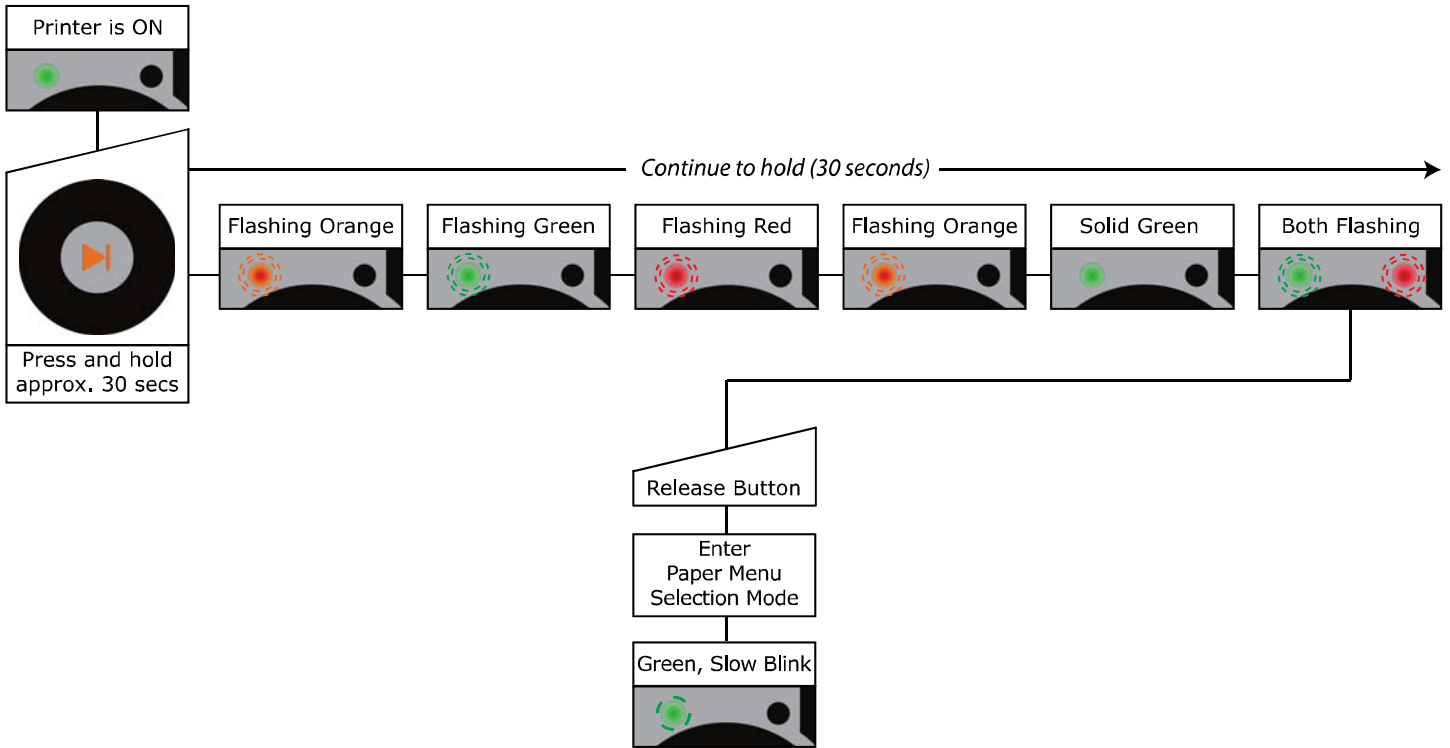 Printer is ON
Continue to hold (30 seconds)
Flashing Orange
Flashing Green
Flashing Red
Flashing Orange
Solid Green
Both Flashing
Press and hold
approx. 30 secs
Release Button
Enter
Paper Menu
Selection Mode
Green, Slow Blink